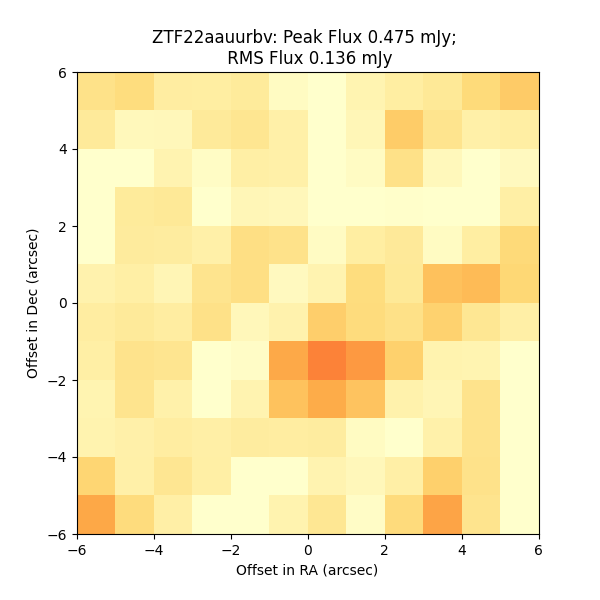 ZTF22aauurbv: Peak Flux 0.475 mJy;
RMS Flux 0.136 mJy
6
4
2
0
−2
−4
−6
Offset in Dec (arcsec)
−6 −4 −2 0 2 4 6
Offset in RA (arcsec)